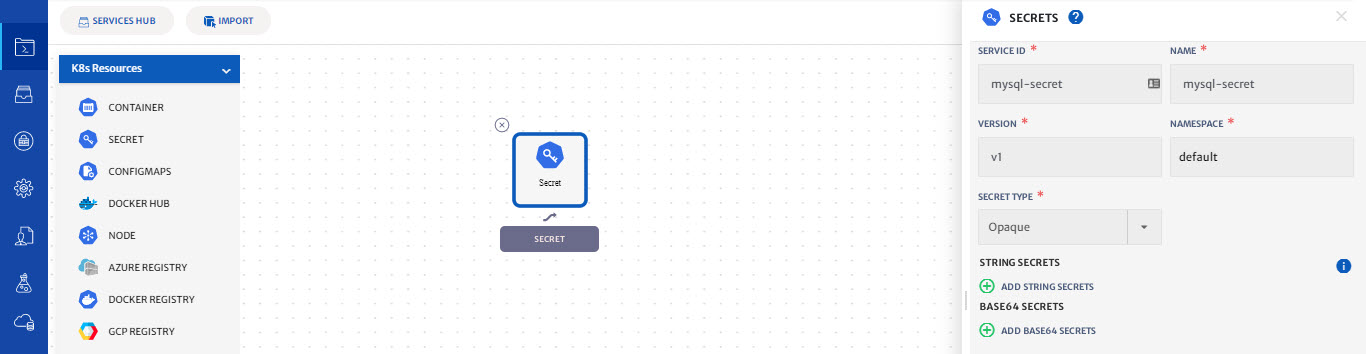 SERVICES HUB
IMPORT
K8s Resources
CONTAINER
SECRET
CONFIGMAPS
DOCKER HUB
NODE
AZURE REGISTRY
DOCKER REGISTRY
GCP REGISTRY
Secret
SECRET
SECRETS ?
SERVICE ID * NAME *
mysql-secret mysql-secret
VERSION * NAMESPACE *
v1 default
SECRET TYPE *
Opaque
STRING SECRETS i
ADD STRING SECRETS
BASE64 SECRETS
ADD BASE64 SECRETS